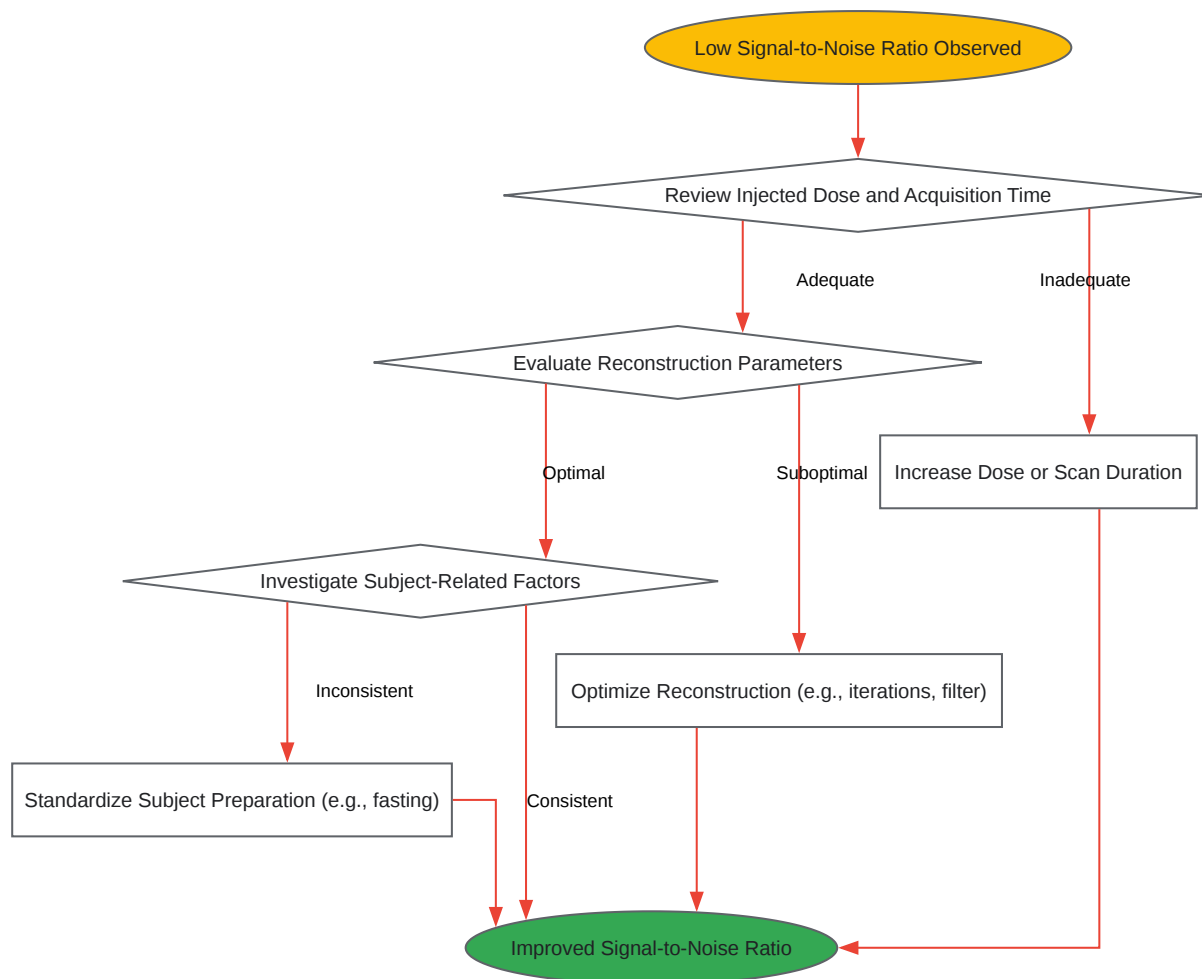 Low Signal-to-Noise Ratio Observed
Review Injected Dose and Acquisition Time
Adequate
Inadequate
Evaluate Reconstruction Parameters
Optimal
Suboptimal
Increase Dose or Scan Duration
Investigate Subject-Related Factors
Inconsistent
Optimize Reconstruction (e.g., iterations, filter)
Standardize Subject Preparation (e.g., fasting)
Consistent
Improved Signal-to-Noise Ratio